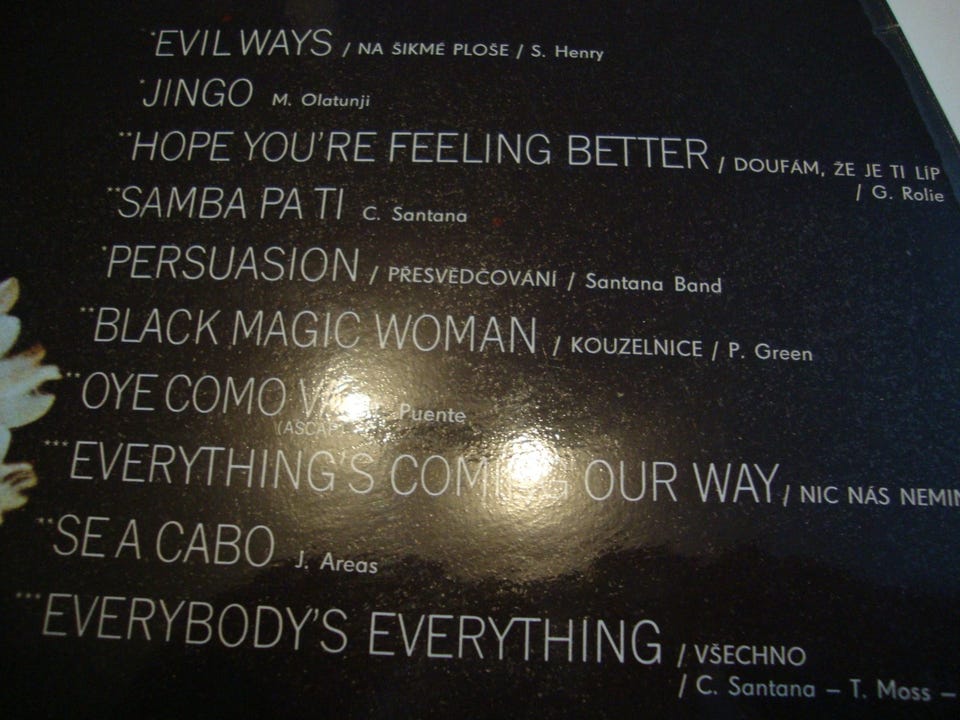 *EVIL WAYS / NA ŠIKMÉ PLOŠE / S. Henry
*JINGO M. Olatunji
**HOPE YOU'RE FEELING BETTER / DOUFÁM, ŽE JE TI LÍP
/ G. Rolie
**SAMBA PA TI C. Santana
*PERSUASION / PŘESVĚDČOVÁNÍ / Santana Band
**BLACK MAGIC WOMAN / KOUZELNICE / P. Green
**OYE COMO Puente
(ASCAP
***EVERYTHING'S COMING OUR WAY / NIC NÁS NEMIN
**SE A CABO J. Areas
***EVERYBODY'S EVERYTHING / VŠECHNO
/ C. Santana – T. Moss –